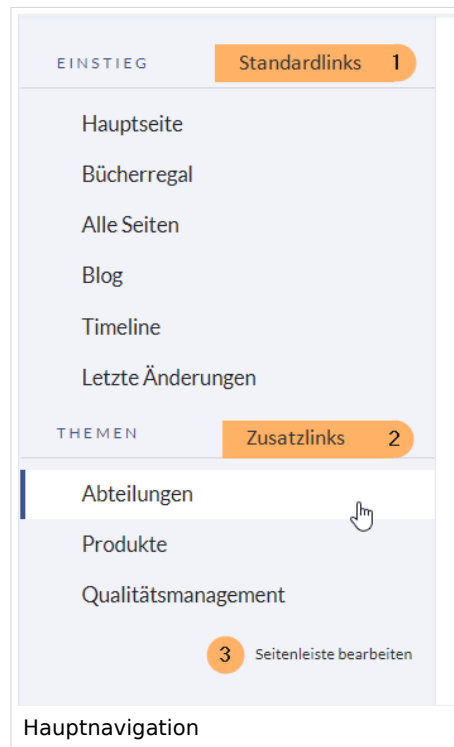 EINSTIEG Standardlinks 1
Hauptseite
Bücherregal
Alle Seiten
Blog
Timeline
Letzte Änderungen
THEMEN Zusatzlinks 2
Abteilungen
Produkte
Qualitätsmanagement
3 Seitenleiste bearbeiten
Hauptnavigation